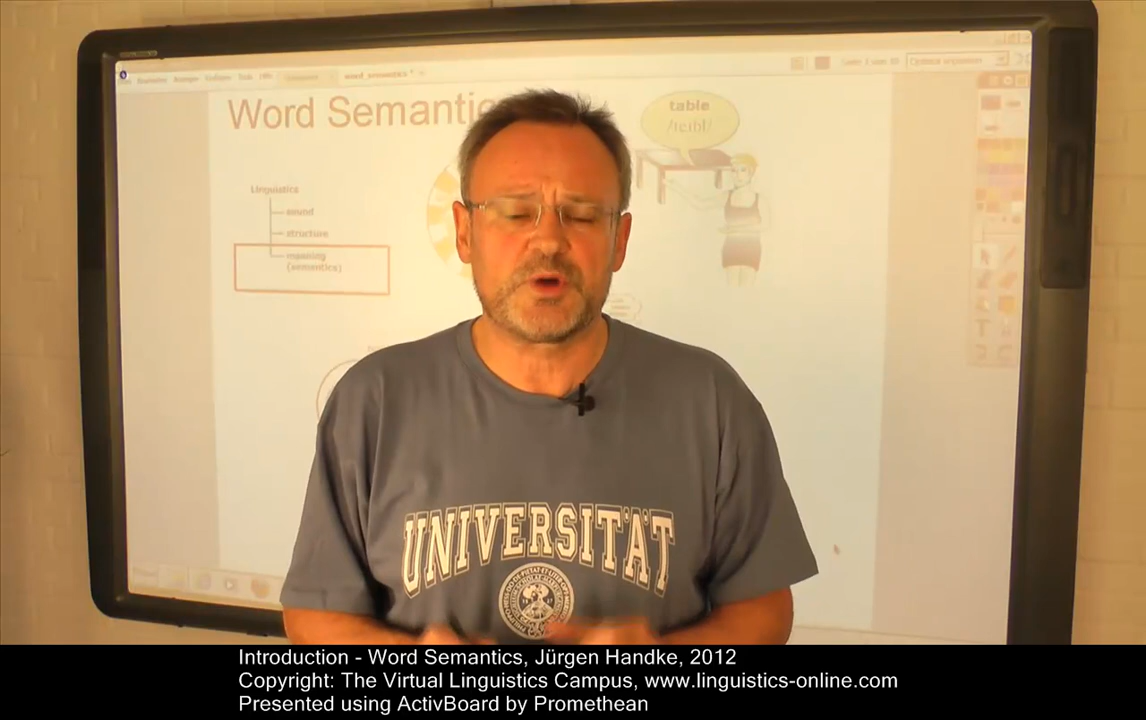 word_semantics *
Word Semantic
table
/teɪbl/
Linguistics
sound
structure
meaning
(semantics)
UNIVERSITÄT
Introduction - Word Semantics, Jürgen Handke, 2012
Copyright: The Virtual Linguistics Campus, www.linguistics-online.com
Presented using ActivBoard by Promethean